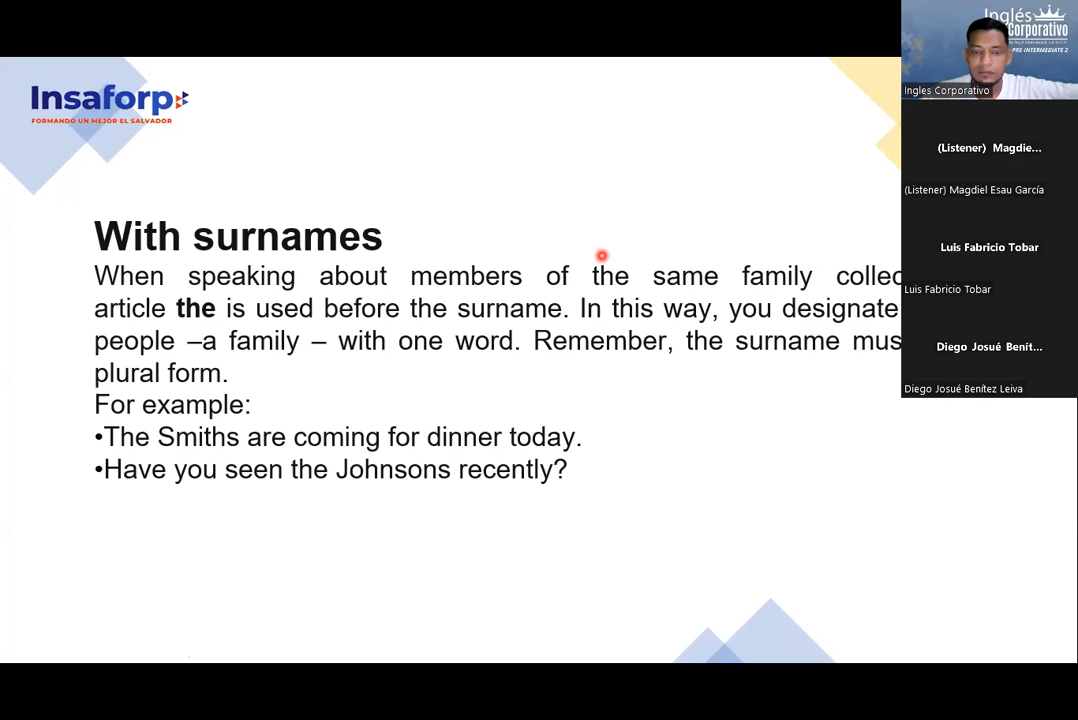 Insaforp
FORMANDO UN MEJOR EL SALVADOR
With surnames
When speaking about members of the same family collec
article the is used before the surname. In this way, you designate
people –a family – with one word. Remember, the surname mus
plural form.
For example:
•The Smiths are coming for dinner today.
•Have you seen the Johnsons recently?
Inglés
Corporativo
PRE-INTERMEDIATE 2
Ingles Corporativo
(Listener) Magdie...
(Listener) Magdiel Esau García
Luis Fabricio Tobar
Luis Fabricio Tobar
Diego Josué Benít...
Diego Josué Benítez Leiva